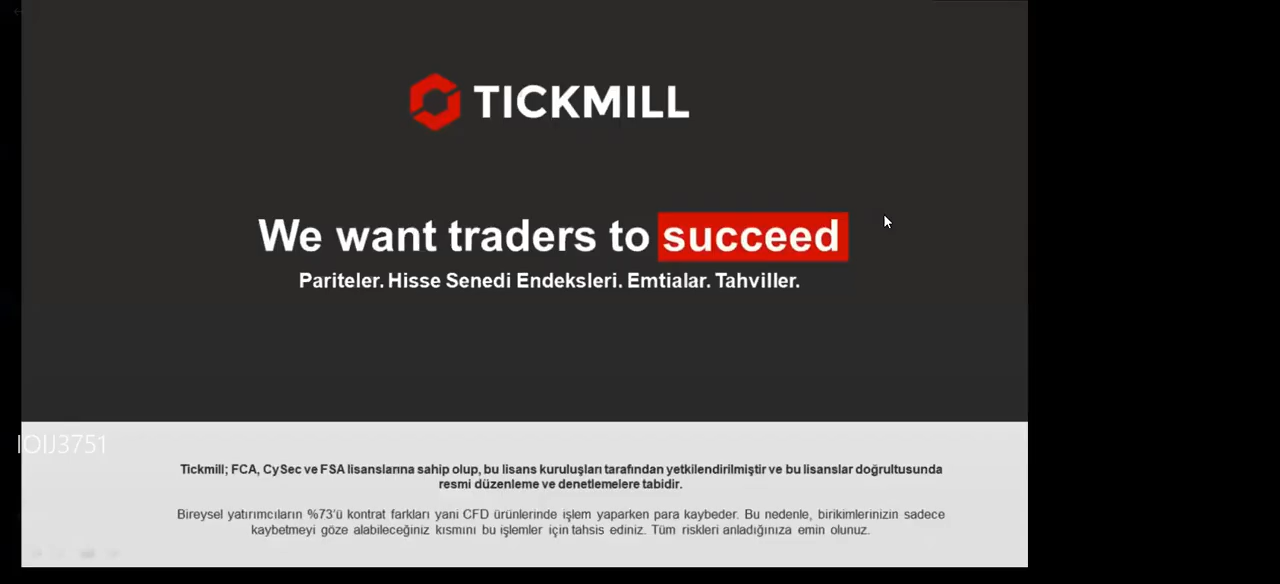 TICKMILL
We want traders to succeed
Pariteler. Hisse Senedi Endeksleri. Emtialar. Tahviller.
IOIJ3751
Tickmill; FCA, CySec ve FSA lisanslarına sahip olup, bu lisans kuruluşları tarafından yetkilendirilmiştir ve bu lisanslar doğrultusunda
resmi düzenleme ve denetlemelere tabidir.
Bireysel yatırımcıların %73'ü kontrat farkları yani CFD ürünlerinde işlem yaparken para kaybeder. Bu nedenle, birikimlerinizin sadece
kaybetmeyi göze alabileceğiniz kısmını bu işlemler için tahsis ediniz. Tüm riskleri anladığınıza emin olunuz.